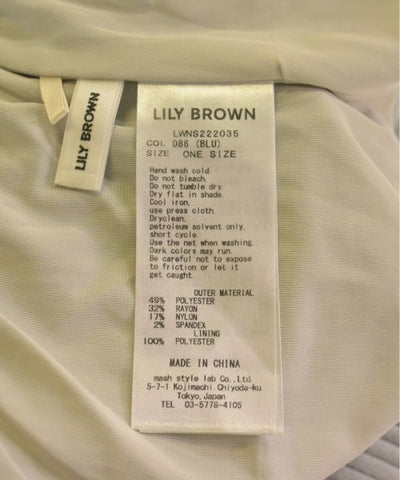 LILY BROWN
LILY BROWN
LWNS222035
COL 086 (BLU)
SIZE ONE SIZE
Hand wash cold.
Do not bleach.
Do not tumble dry.
Dry flat in shade.
Cool iron,
use press cloth.
Dryclean,
petroleum solvent only,
short cycle.
Use the net when washing.
Dark colors may run.
Be careful not to expose
to friction or let it
get caught.
OUTER MATERIAL
49% POLYESTER
32% RAYON
17% NYLON
2% SPANDEX
LINING
100% POLYESTER
MADE IN CHINA
mash style lab Co.,Ltd.
5-7-1 Kojimachi,Chiyoda-ku
Tokyo,Japan
TEL 03-5778-4105